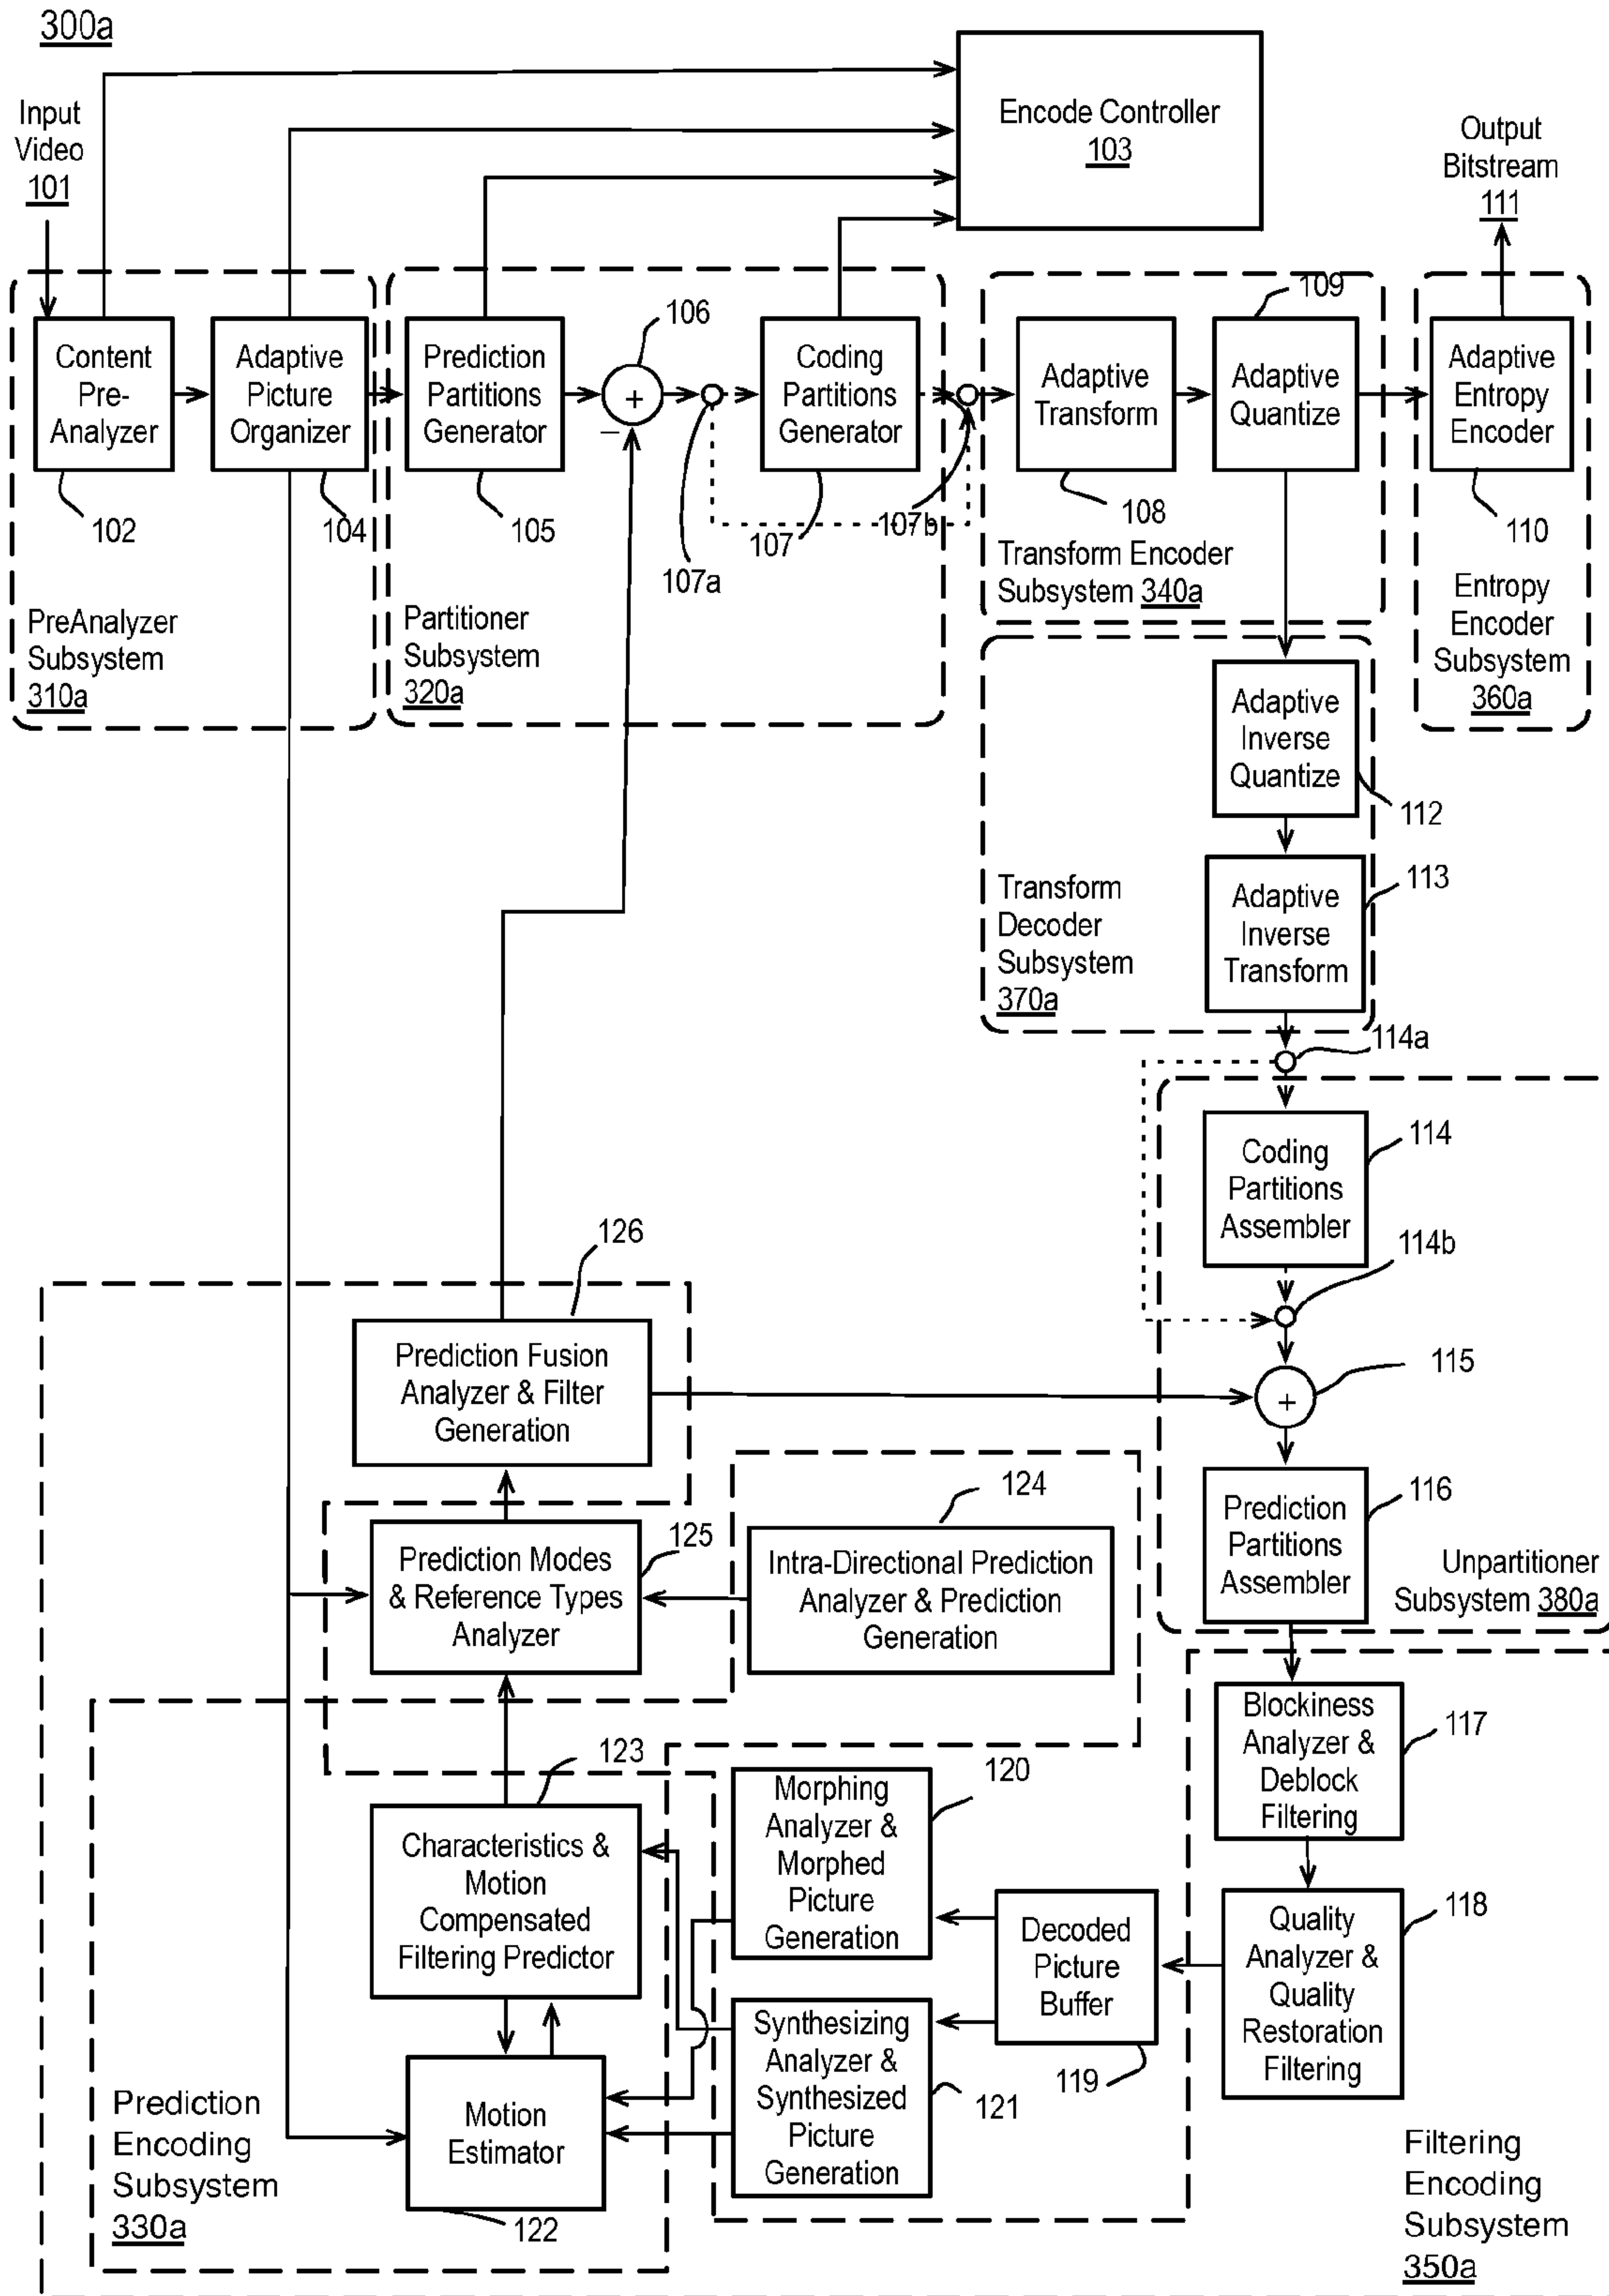 300a
Input
Video
101
Encode Controller
103
Output
Bitstream
111
Content
Pre-
Analyzer
102
Adaptive
Picture
Organizer
104
PreAnalyzer
Subsystem
310a
Prediction
Partitions
Generator
105
106
+
–
107a
Coding
Partitions
Generator
107
107b
Partitioner
Subsystem
320a
Adaptive
Transform
108
109
Adaptive
Quantize
Transform Encoder
Subsystem 340a
Adaptive
Entropy
Encoder
110
Entropy
Encoder
Subsystem
360a
Adaptive
Inverse
Quantize
112
Adaptive
Inverse
Transform
113
Transform
Decoder
Subsystem
370a
114a
Coding
Partitions
Assembler
114
114b
+
115
Prediction
Partitions
Assembler
116
Unpartitioner
Subsystem 380a
126
Prediction Fusion
Analyzer & Filter
Generation
Prediction Modes
& Reference Types
Analyzer
125
124
Intra-Directional Prediction
Analyzer & Prediction
Generation
Blockiness
Analyzer &
Deblock
Filtering
117
Quality
Analyzer &
Quality
Restoration
Filtering
118
123
Characteristics &
Motion
Compensated
Filtering Predictor
Morphing
Analyzer &
Morphed
Picture
Generation
120
Decoded
Picture
Buffer
119
Synthesizing
Analyzer &
Synthesized
Picture
Generation
121
Motion
Estimator
122
Prediction
Encoding
Subsystem
330a
Filtering
Encoding
Subsystem
350a